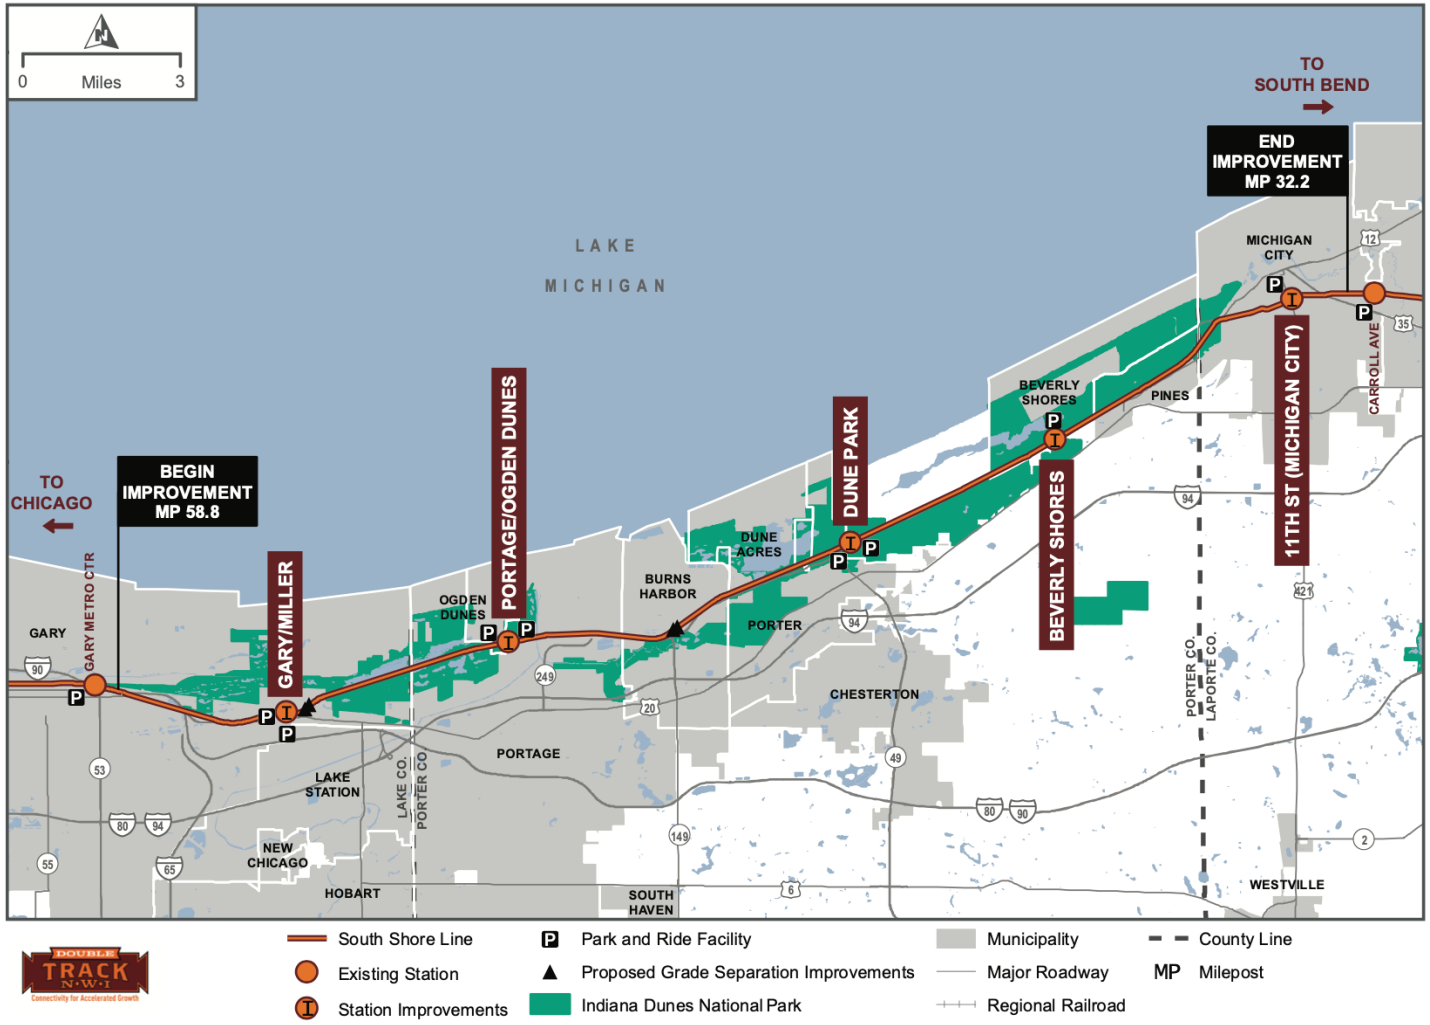 0 Miles 3
TO
SOUTH BEND
END
IMPROVEMENT
MP 32.2
LAKE
MICHIGAN
MICHIGAN
CITY
12
P
I
P
35
CARROLL AVE
11TH ST (MICHIGAN CITY)
BEVERLY
SHORES
PINES
P
I
BEVERLY SHORES
94
DUNE PARK
I
P
P
DUNE
ACRES
PORTAGE/OGDEN DUNES
P
P
I
OGDEN
DUNES
BURNS
HARBOR
PORTER
94
421
PORTER CO.
LAPORTE CO.
TO
CHICAGO
BEGIN
IMPROVEMENT
MP 58.8
GARY METRO CTR
GARY
90
P
GARY/MILLER
P
I
P
249
20
CHESTERTON
PORTAGE
LAKE CO.
PORTER CO
LAKE
STATION
53
49
80
94
80
90
149
2
NEW
CHICAGO
55
65
HOBART
SOUTH
HAVEN
6
WESTVILLE
DOUBLE
TRACK
N·W·I
Connectivity for Accelerated Growth
South Shore Line
Existing Station
I Station Improvements
P Park and Ride Facility
Proposed Grade Separation Improvements
Indiana Dunes National Park
Municipality
Major Roadway
Regional Railroad
County Line
MP Milepost